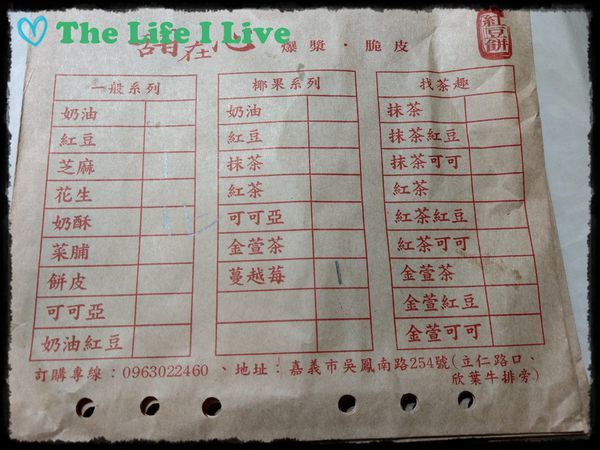 The Life I Live
在心 爆漿·脆皮
紅豆餅
一般系列
奶油
紅豆
芝麻
花生
奶酥
菜脯
餅皮
可可亞
奶油紅豆
椰果系列
奶油
紅豆
抹茶
紅茶
可可亞
金萱茶
蔓越莓
找茶趣
抹茶
抹茶紅豆
抹茶可可
紅茶
紅茶紅豆
紅茶可可
金萱茶
金萱紅豆
金萱可可
訂購專線：0963022460、地址：嘉義市吳鳳南路254號(立仁路口、
欣葉牛排旁)